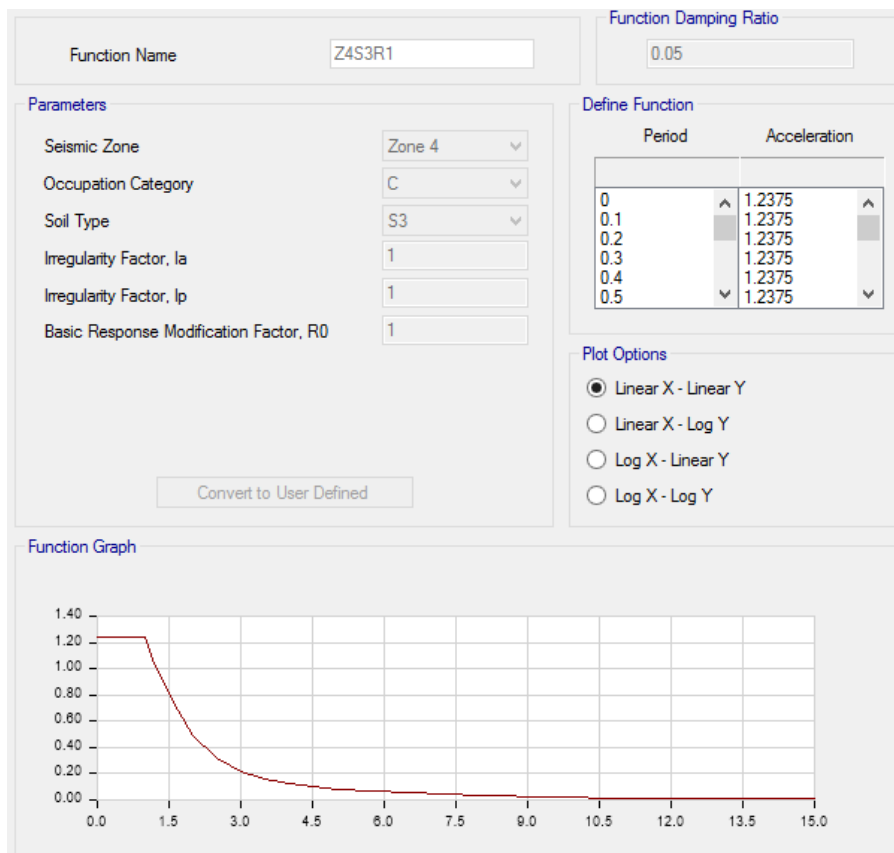 Function Name
Z4S3R1
Function Damping Ratio
0.05
Parameters
Seismic Zone
Zone 4
Occupation Category
C
Soil Type
S3
Irregularity Factor, Ia
1
Irregularity Factor, Ip
1
Basic Response Modification Factor, R0
1
Convert to User Defined
Define Function
Period Acceleration
0 1.2375
0.1 1.2375
0.2 1.2375
0.3 1.2375
0.4 1.2375
0.5 1.2375
Plot Options
Linear X - Linear Y
Linear X - Log Y
Log X - Linear Y
Log X - Log Y
Function Graph
1.40
1.20
1.00
0.80
0.60
0.40
0.20
0.00
0.0 1.5 3.0 4.5 6.0 7.5 9.0 10.5 12.0 13.5 15.0